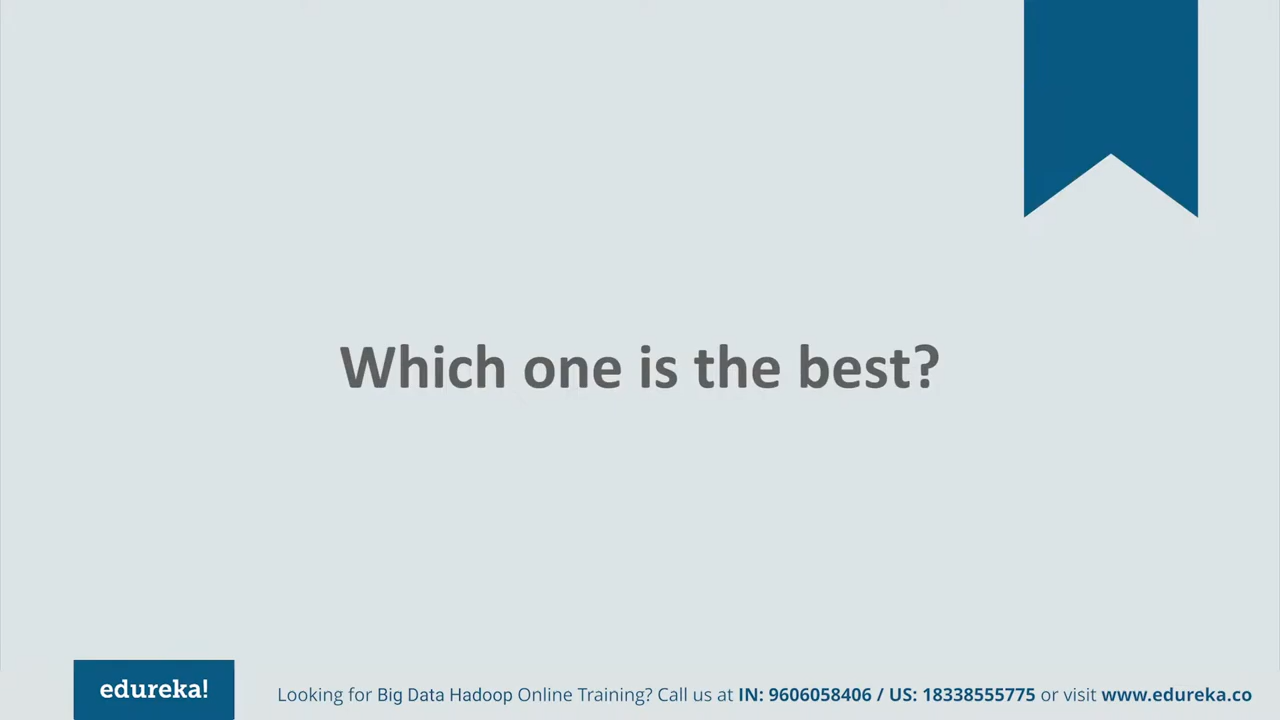 Which one is the best?
edureka!
Looking for Big Data Hadoop Online Training? Call us at IN: 9606058406 / US: 18338555775 or visit www.edureka.co